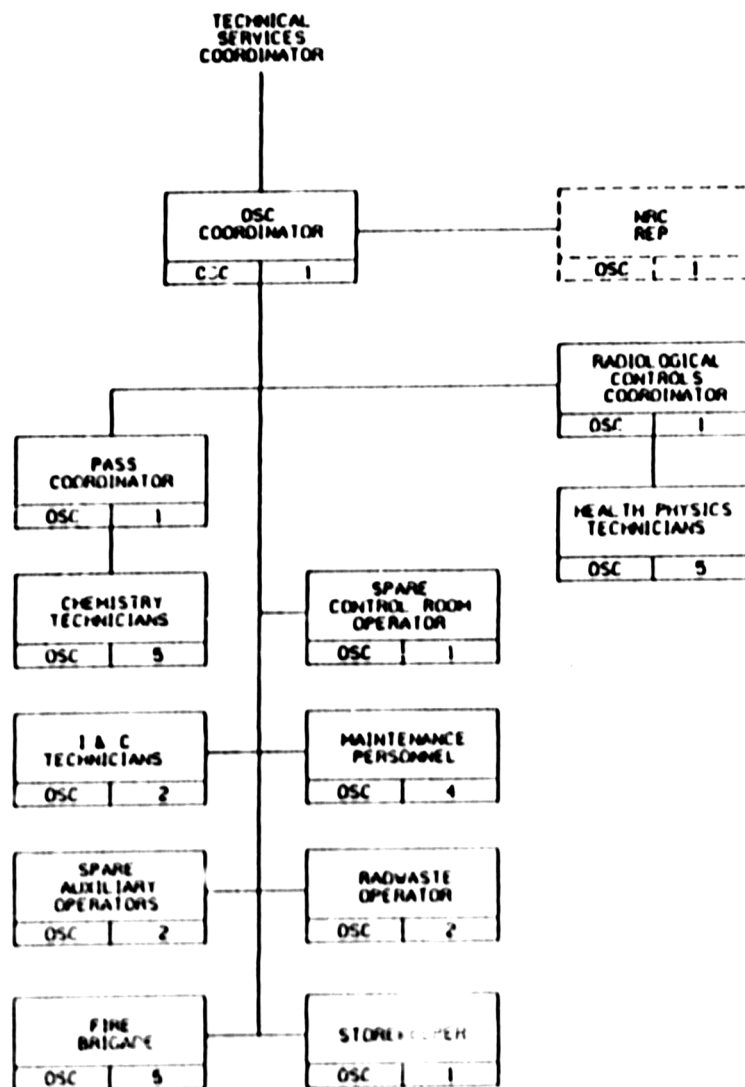 TECHNICAL
SERVICES
COORDINATOR
OSC
COORDINATOR
OSC 1
NRC
REP
OSC 1
RADIOLOGICAL
CONTROLS
COORDINATOR
OSC 1
PASS
COORDINATOR
OSC 1
HEALTH PHYSICS
TECHNICIANS
OSC 5
CHEMISTRY
TECHNICIANS
OSC 5
SPARE
CONTROL ROOM
OPERATOR
OSC 1
I & C
TECHNICIANS
OSC 2
MAINTENANCE
PERSONNEL
OSC 4
SPARE
AUXILIARY
OPERATORS
OSC 2
RADWASTE
OPERATOR
OSC 2
FIRE
BRIGADE
OSC 5
STOREKEEPER
OSC 1